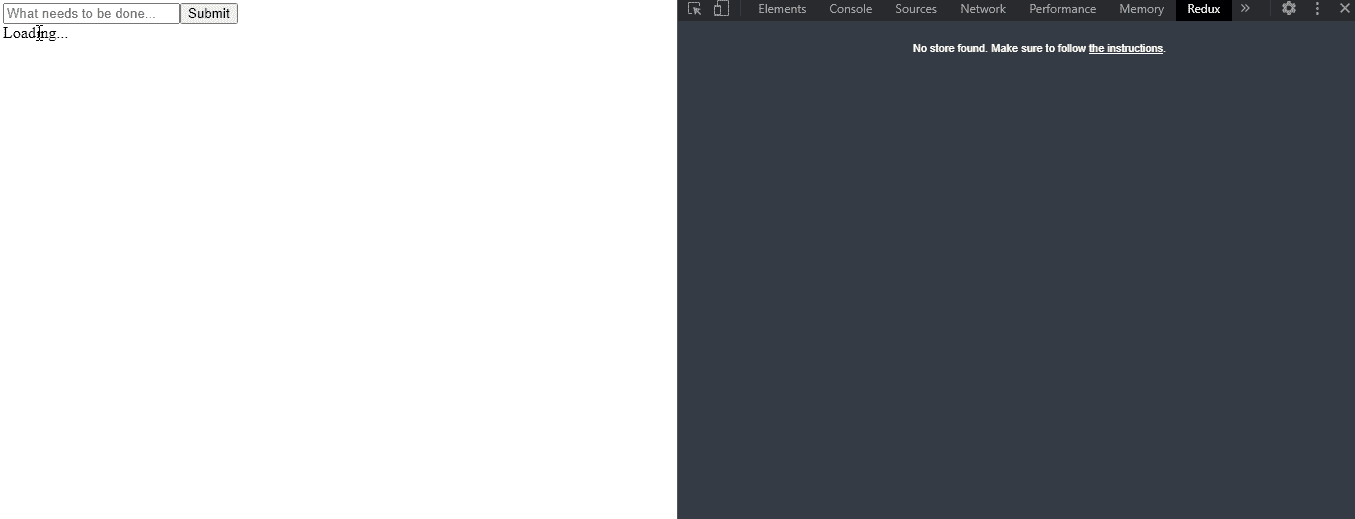 What needs to be done...
Submit
Loading...
Elements
Console
Sources
Network
Performance
Memory
Redux
No store found. Make sure to follow the instructions.